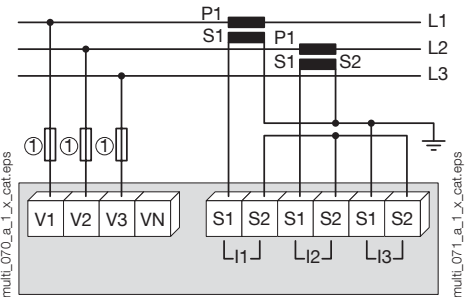 P1 L1
S1 P1 L2
S1 S2 L3
① ① ①
V1 V2 V3 VN S1 S2 S1 S2 S1 S2
I1 I2 I3
multi_070_a_1_x_cat.eps
multi_071_a_1_x_cat.eps